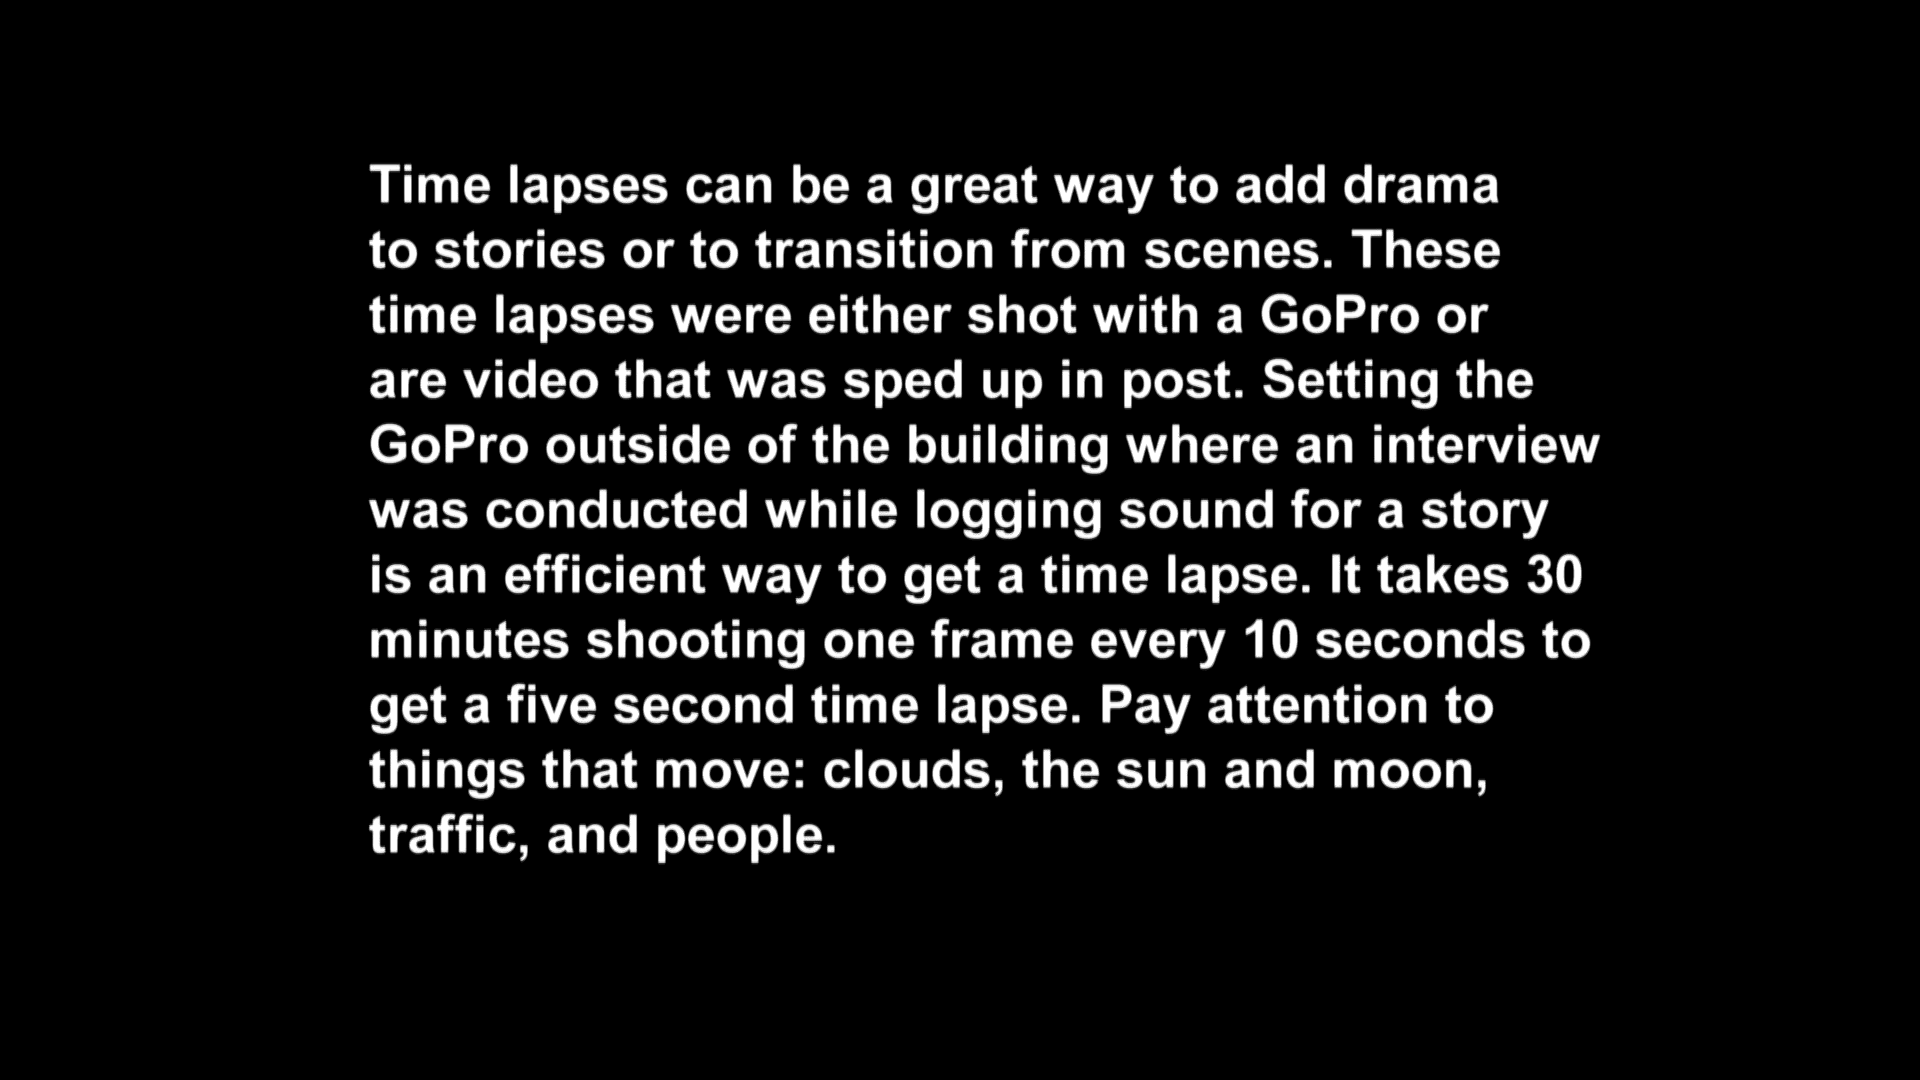 Time lapses can be a great way to add drama
to stories or to transition from scenes. These
time lapses were either shot with a GoPro or
are video that was sped up in post. Setting the
GoPro outside of the building where an interview
was conducted while logging sound for a story
is an efficient way to get a time lapse. It takes 30
minutes shooting one frame every 10 seconds to
get a five second time lapse. Pay attention to
things that move: clouds, the sun and moon,
traffic, and people.